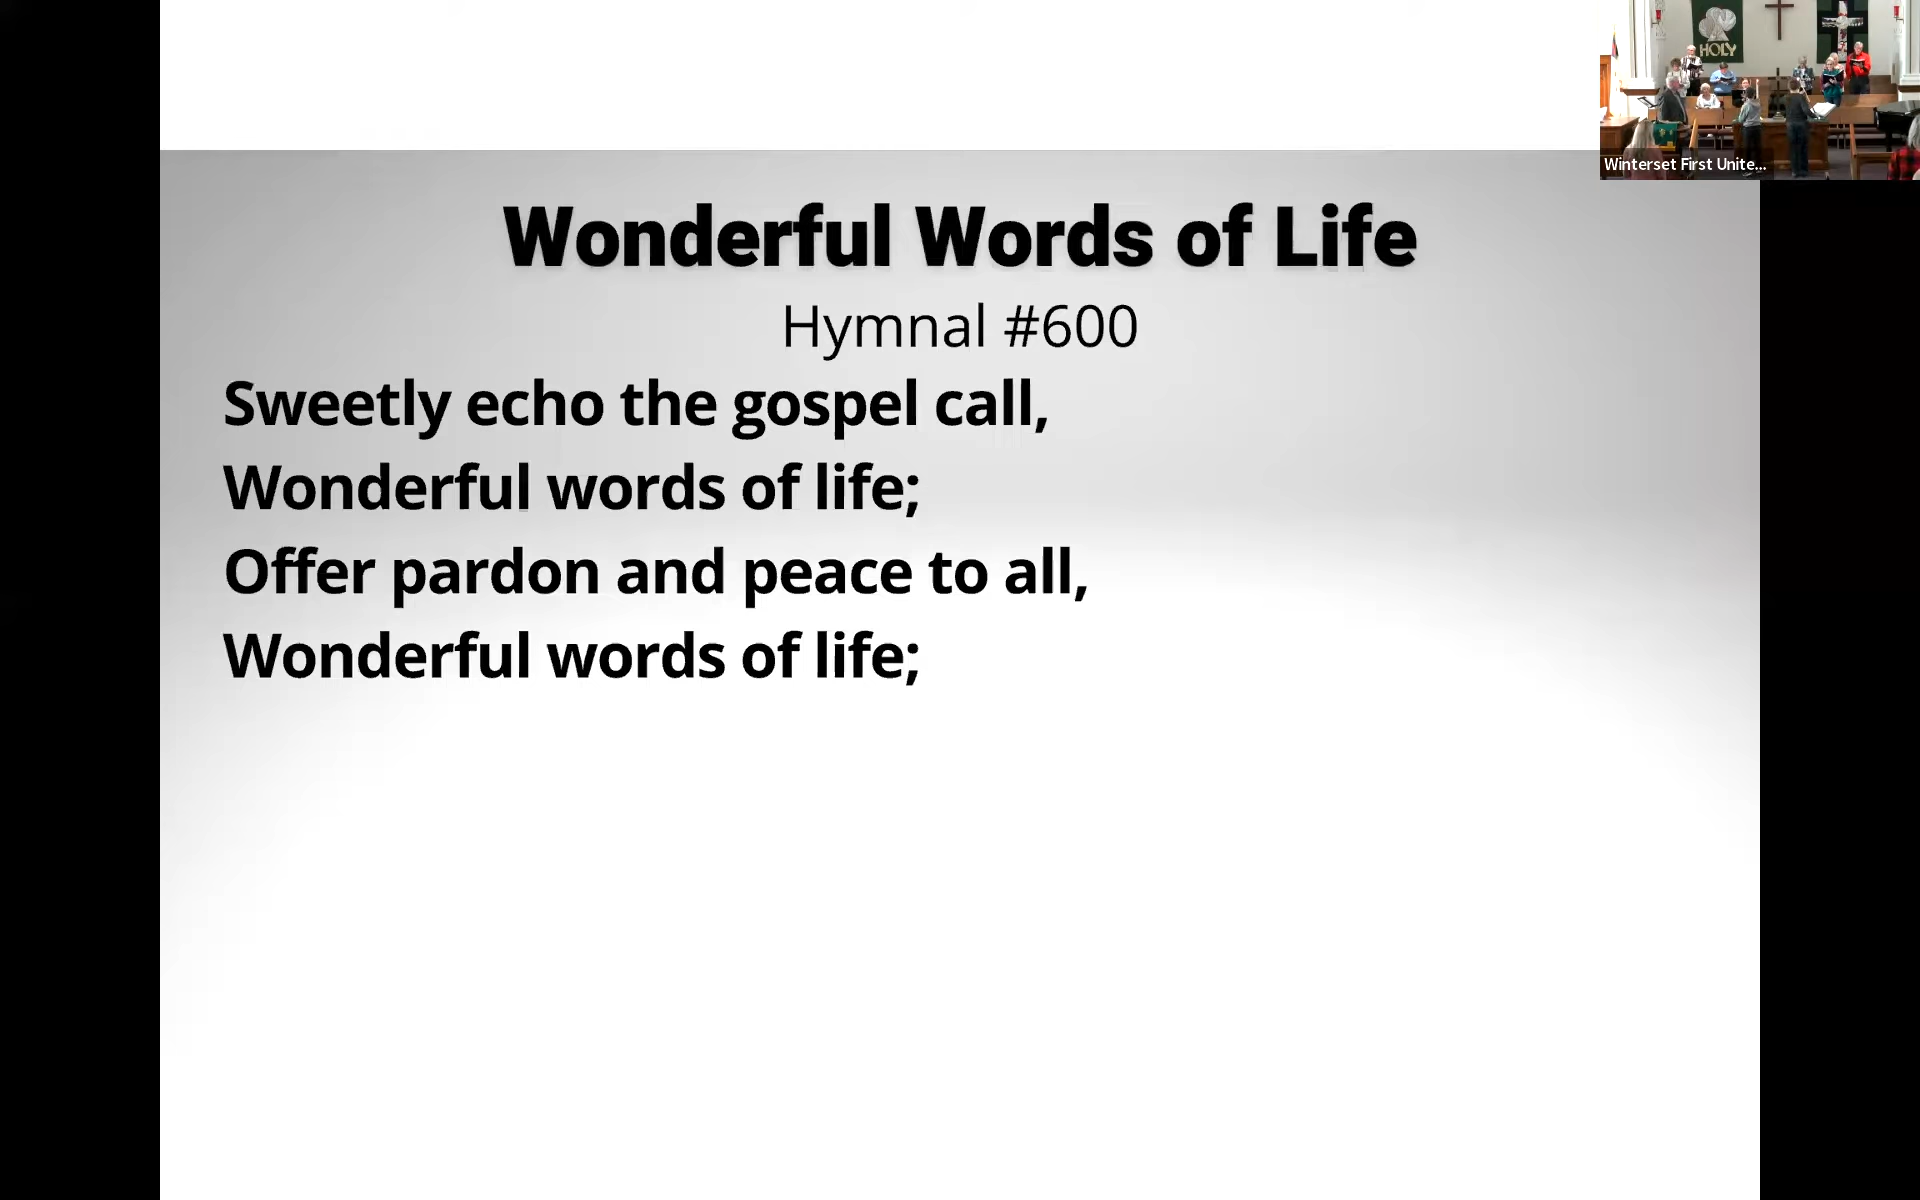 HOLY
Winterset First Unite...
Wonderful Words of Life
Hymnal #600
Sweetly echo the gospel call,
Wonderful words of life;
Offer pardon and peace to all,
Wonderful words of life;